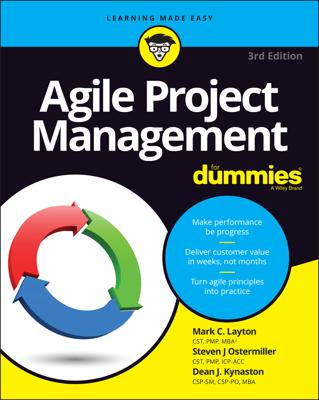 LEARNING MADE EASY
3rd Edition
Agile Project
Management
for
dummies®
A Wiley Brand
Make performance
be progress
Deliver customer value
in weeks, not months
Turn agile principles
into practice
Mark C. Layton
CST, PMP, MBA²
Steven J Ostermiller
CST, PMP, ICP-ACC
Dean J. Kynaston
CSP-SM, CSP-PO, MBA